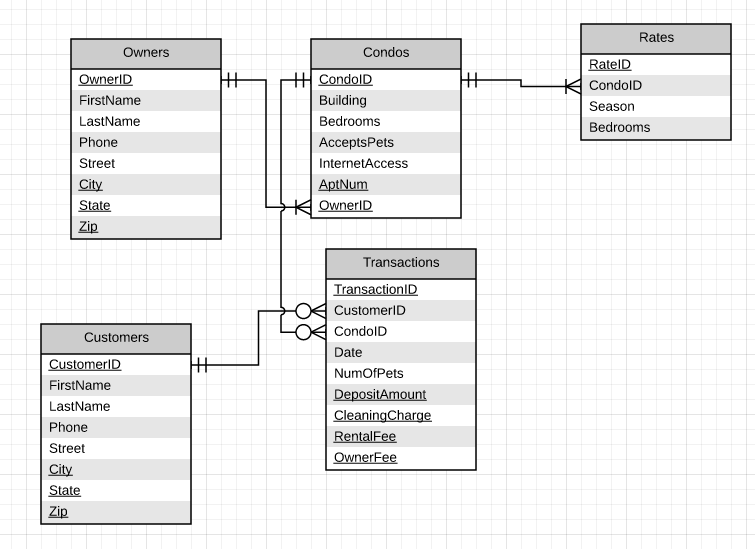 Owners
OwnerID
FirstName
LastName
Phone
Street
City
State
Zip
Condos
CondoID
Building
Bedrooms
AcceptsPets
InternetAccess
AptNum
OwnerID
Rates
RateID
CondoID
Season
Bedrooms
Transactions
TransactionID
CustomerID
CondoID
Date
NumOfPets
DepositAmount
CleaningCharge
RentalFee
OwnerFee
Customers
CustomerID
FirstName
LastName
Phone
Street
City
State
Zip